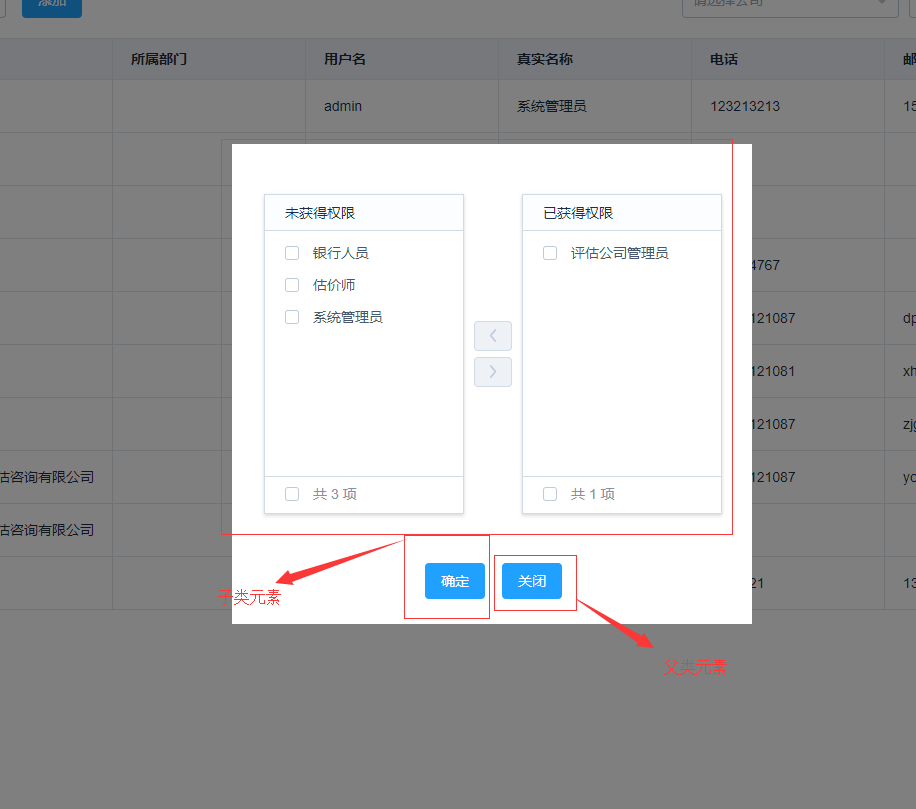 添加
请选择公司
所属部门 用户名 真实名称 电话 邮
admin 系统管理员 123213213 15
未获得权限 已获得权限
银行人员 评估公司管理员
估价师 4767
系统管理员 121087 dp
121081 xh
121087 zjg
估咨询有限公司 121087 yc
共 3 项 共 1 项
估咨询有限公司
确定 关闭 21 13
子类元素
父类元素